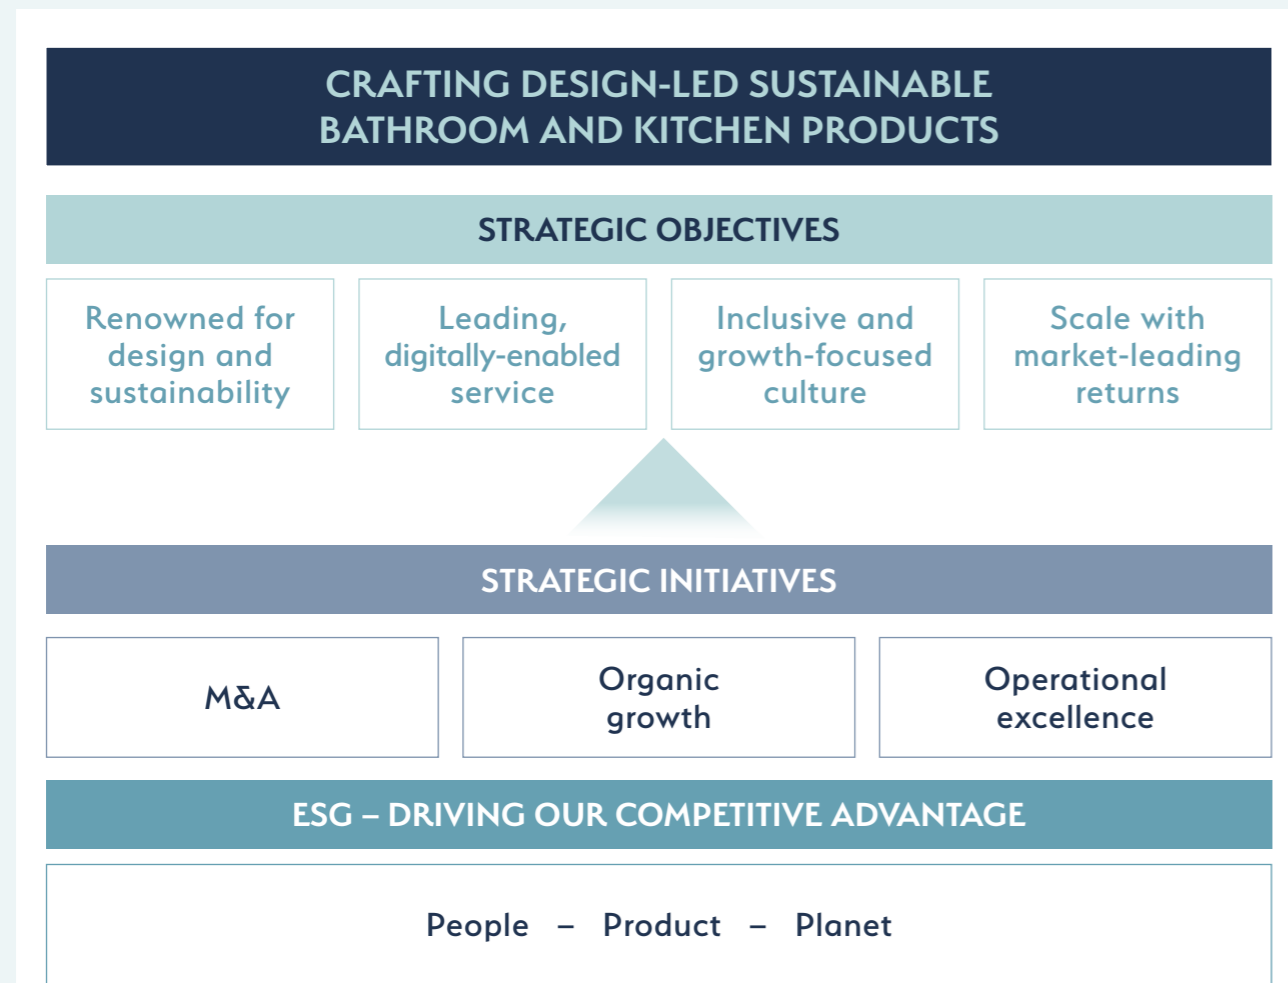 CRAFTING DESIGN-LED SUSTAINABLE
BATHROOM AND KITCHEN PRODUCTS
STRATEGIC OBJECTIVES
Renowned for
design and
sustainability
Leading,
digitally-enabled
service
Inclusive and
growth-focused
culture
Scale with
market-leading
returns
STRATEGIC INITIATIVES
M&A
Organic
growth
Operational
excellence
ESG – DRIVING OUR COMPETITIVE ADVANTAGE
People – Product – Planet